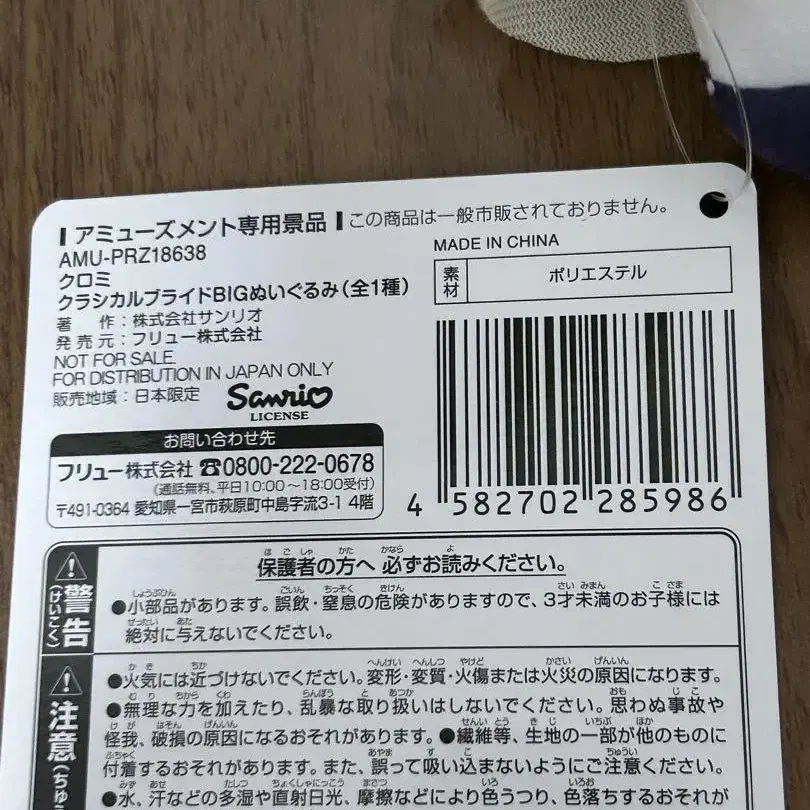 アミューズメント専用景品 この商品は一般市販されておりません。
AMU-PRZ18638
クロミ
クラシカルブライドBIGぬいぐるみ(全1種)
著 作:株式会社サンリオ
発売元:フリュー株式会社
NOT FOR SALE.
FOR DISTRIBUTION IN JAPAN ONLY
販売地域:日本限定
Sanrio
LICENSE
MADE IN CHINA
素材 ポリエステル
4 582702 285986
お問い合わせ先
フリュー株式会社 ☎0800-222-0678
(通話無料、平日10:00~18:00受付)
〒491-0364 愛知県一宮市萩原町中島字流3-1 4階
警告(けいこく)
保護者の方へ 必ずお読みください。
●小部品があります。誤飲・窒息の危険がありますので、3才未満のお子様には
絶対に与えないでください。
注意(ちゅ
●火気には近づけないでください。変形・変質・火傷または火災の原因になります。
●無理な力を加えたり、乱暴な取り扱いはしないでください。思わぬ事故や
怪我、破損の原因になるおそれがあります。●繊維等、生地の一部が他のものに
付着するおそれがあります。また、誤って吸い込まないようにご注意ください。
●水、汗などの多湿や直射日光、摩擦などにより色うつり、色落ちするおそれが